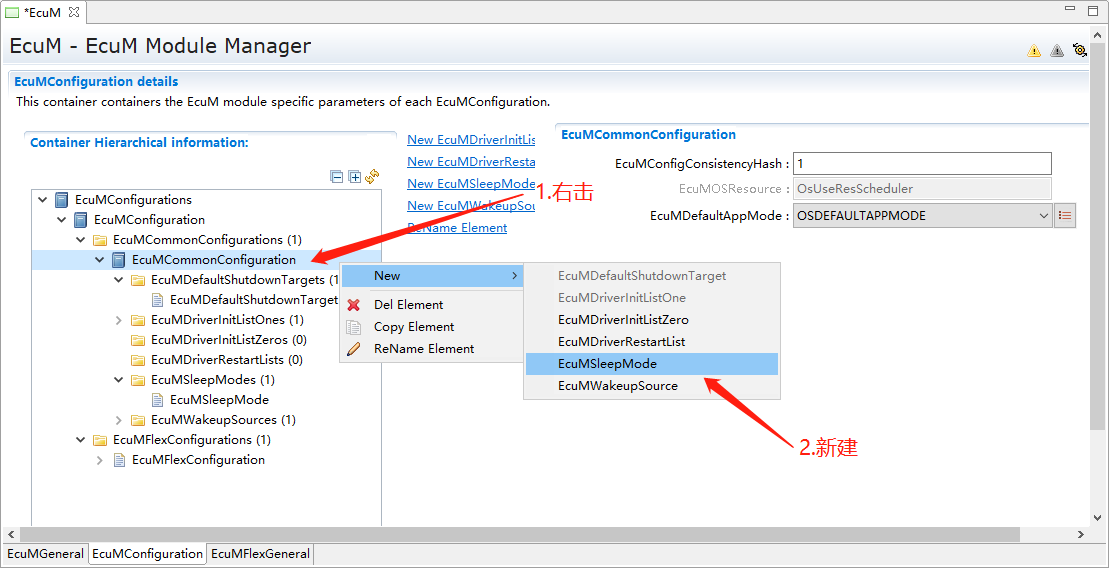 *EcuM
EcuM - EcuM Module Manager
EcuMConfiguration details
This container containers the EcuM module specific parameters of each EcuMConfiguration.
Container Hierarchical information:
EcuMConfigurations
EcuMConfiguration
EcuMCommonConfigurations (1)
EcuMCommonConfiguration
EcuMDefaultShutdownTargets (1
EcuMDefaultShutdownTarget
EcuMDriverInitListOnes (1)
EcuMDriverInitListZeros (0)
EcuMDriverRestartLists (0)
EcuMSleepModes (1)
EcuMSleepMode
EcuMWakeupSources (1)
EcuMFlexConfigurations (1)
EcuMFlexConfiguration
New EcuMDriverInitLis
New EcuMDriverResta
New EcuMSleepMode
New EcuMWakeupSou
ReName Element
1.右击
EcuMCommonConfiguration
EcuMConfigConsistencyHash : 1
EcuMOSResource : OsUseResScheduler
EcuMDefaultAppMode : OSDEFAULTAPPMODE
New
Del Element
Copy Element
ReName Element
EcuMDefaultShutdownTarget
EcuMDriverInitListOne
EcuMDriverInitListZero
EcuMDriverRestartList
EcuMSleepMode
EcuMWakeupSource
2.新建
EcuMGeneral
EcuMConfiguration
EcuMFlexGeneral